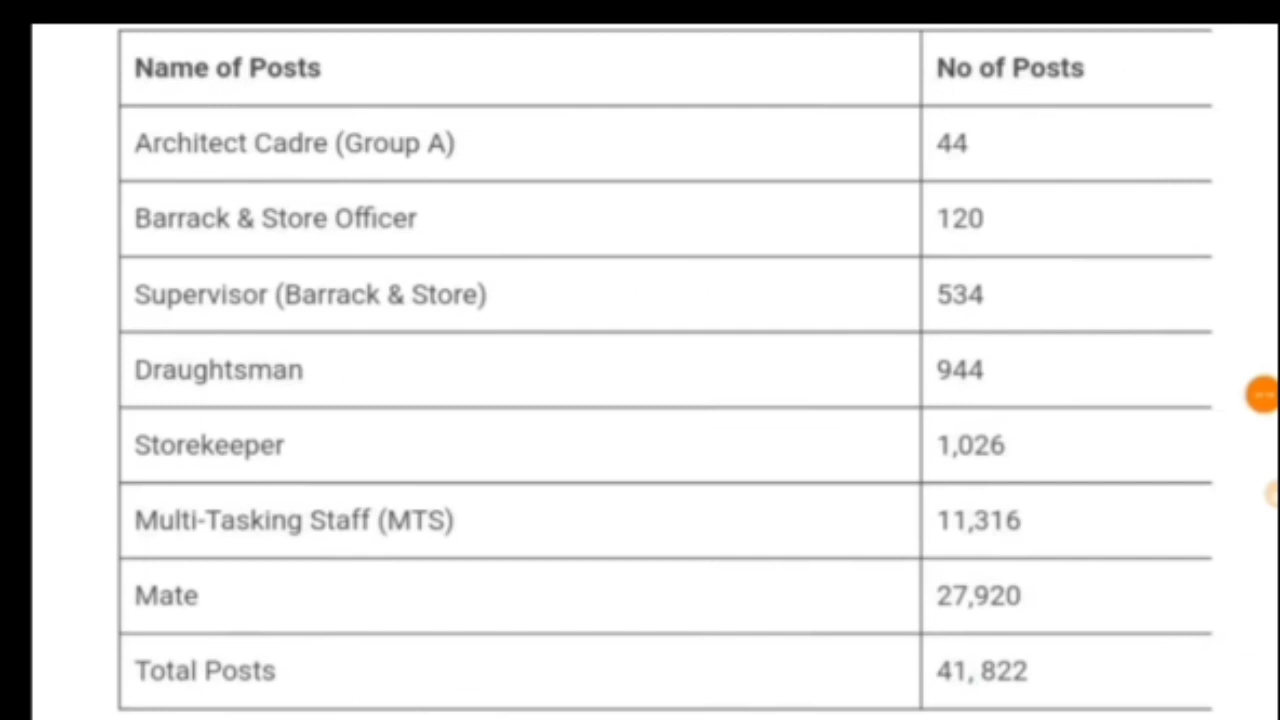 Name of Posts No of Posts
Architect Cadre (Group A) 44
Barrack & Store Officer 120
Supervisor (Barrack & Store) 534
Draughtsman 944
Storekeeper 1,026
Multi-Tasking Staff (MTS) 11,316
Mate 27,920
Total Posts 41, 822